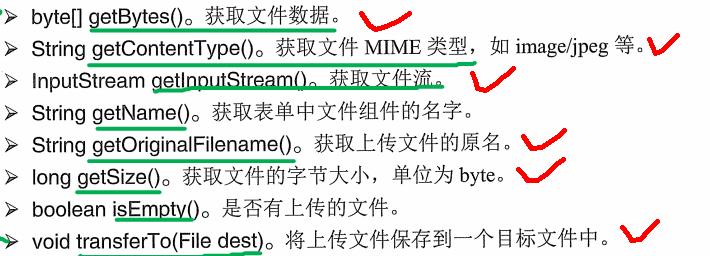 byte[] getBytes()。获取文件数据。
String getContentType()。获取文件 MIME 类型，如 image/jpeg 等。
InputStream getInputStream()。获取文件流。
String getName()。获取表单中文件组件的名字。
String getOriginalFilename()。获取上传文件的原名。
long getSize()。获取文件的字节大小，单位为 byte。
boolean isEmpty()。是否有上传的文件。
void transferTo(File dest)。将上传文件保存到一个目标文件中。